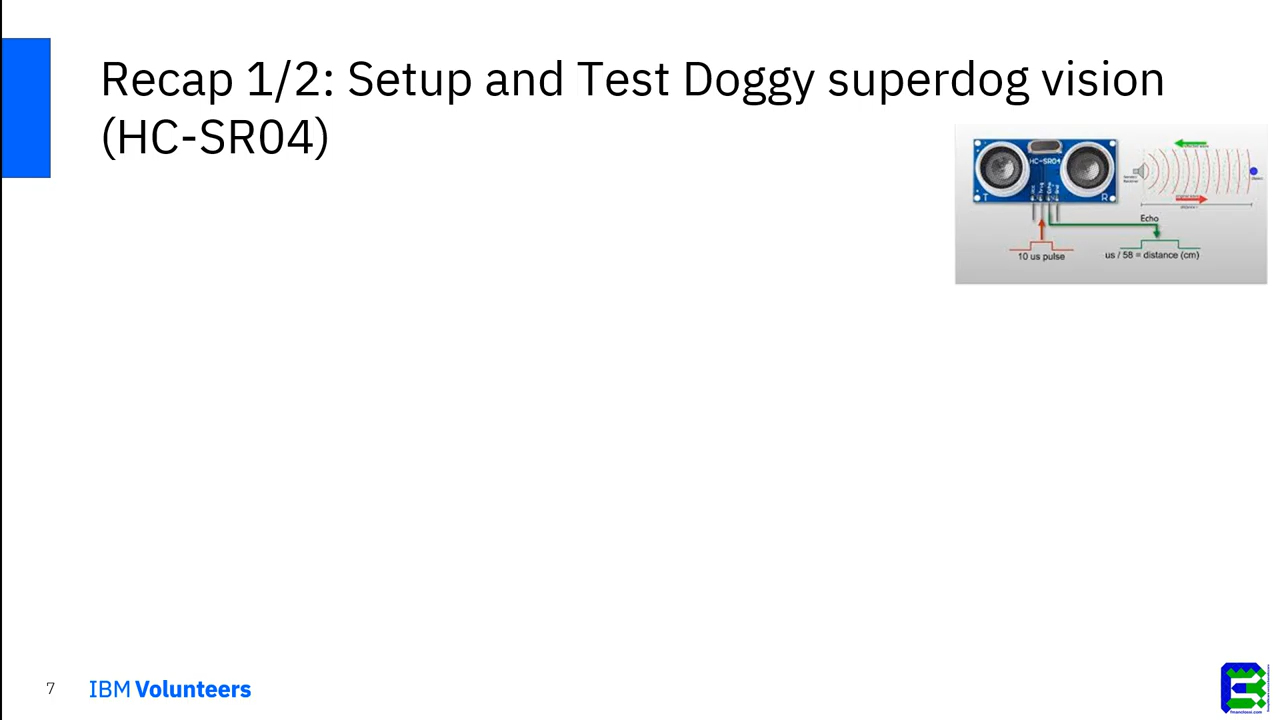 Recap 1/2: Setup and Test Doggy superdog vision
(HC-SR04)
HC-SR04
T
R
Echo
10 us pulse
us / 58 = distance (cm)
7
IBM Volunteers